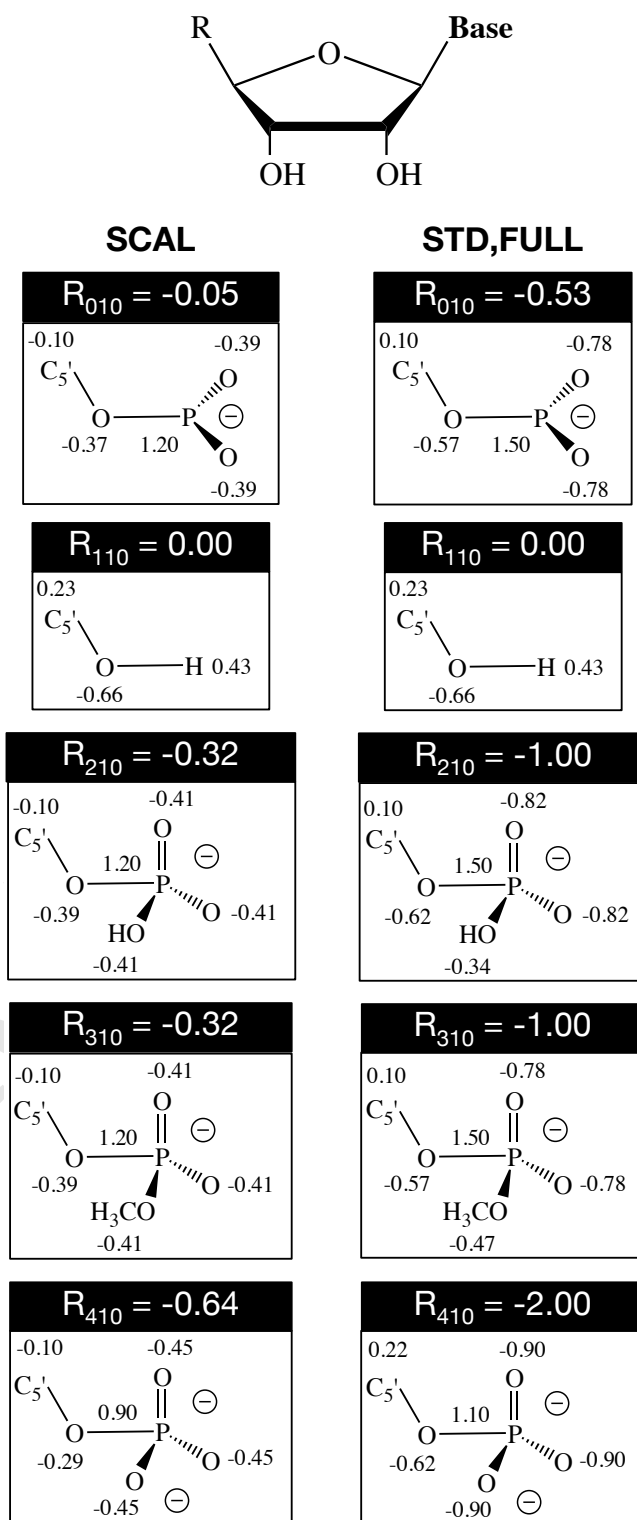 R Base
O
OH OH
SCAL STD,FULL
R010 = -0.05 R010 = -0.53
-0.10 -0.39 0.10 -0.78
C5' O C5' O
O P − O P −
-0.37 1.20 O -0.57 1.50 O
-0.39 -0.78
R110 = 0.00 R110 = 0.00
0.23 0.23
C5' C5'
O H 0.43 O H 0.43
-0.66 -0.66
R210 = -0.32 R210 = -1.00
-0.10 -0.41 0.10 -0.82
C5' O C5' O
1.20 − 1.50 −
O P O P
-0.39 O -0.41 -0.62 O -0.82
HO HO
-0.41 -0.34
R310 = -0.32 R310 = -1.00
-0.10 -0.41 0.10 -0.78
C5' O C5' O
1.20 − 1.50 −
O P O P
-0.39 O -0.41 -0.57 O -0.78
H3CO H3CO
-0.41 -0.47
R410 = -0.64 R410 = -2.00
-0.10 -0.45 0.22 -0.90
C5' O C5' O
0.90 − 1.10 −
O P O P
-0.29 O -0.45 -0.62 O -0.90
O O
-0.45 − -0.90 −